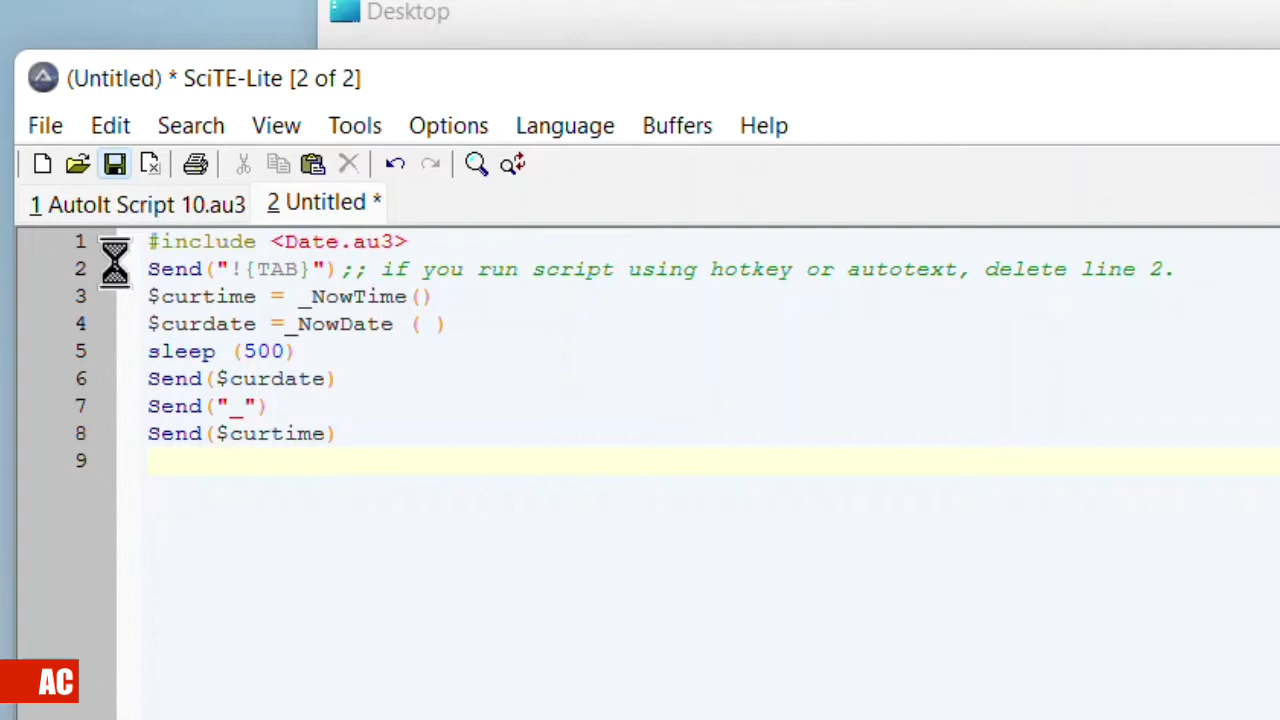 Desktop
(Untitled) * SciTE-Lite [2 of 2]
File Edit Search View Tools Options Language Buffers Help
1 AutoIt Script 10.au3 2 Untitled *
1 #include <Date.au3>
2 Send("!{TAB}");; if you run script using hotkey or autotext, delete line 2.
3 $curtime = _NowTime()
4 $curdate =_NowDate ( )
5 sleep (500)
6 Send($curdate)
7 Send("_")
8 Send($curtime)
9
AC